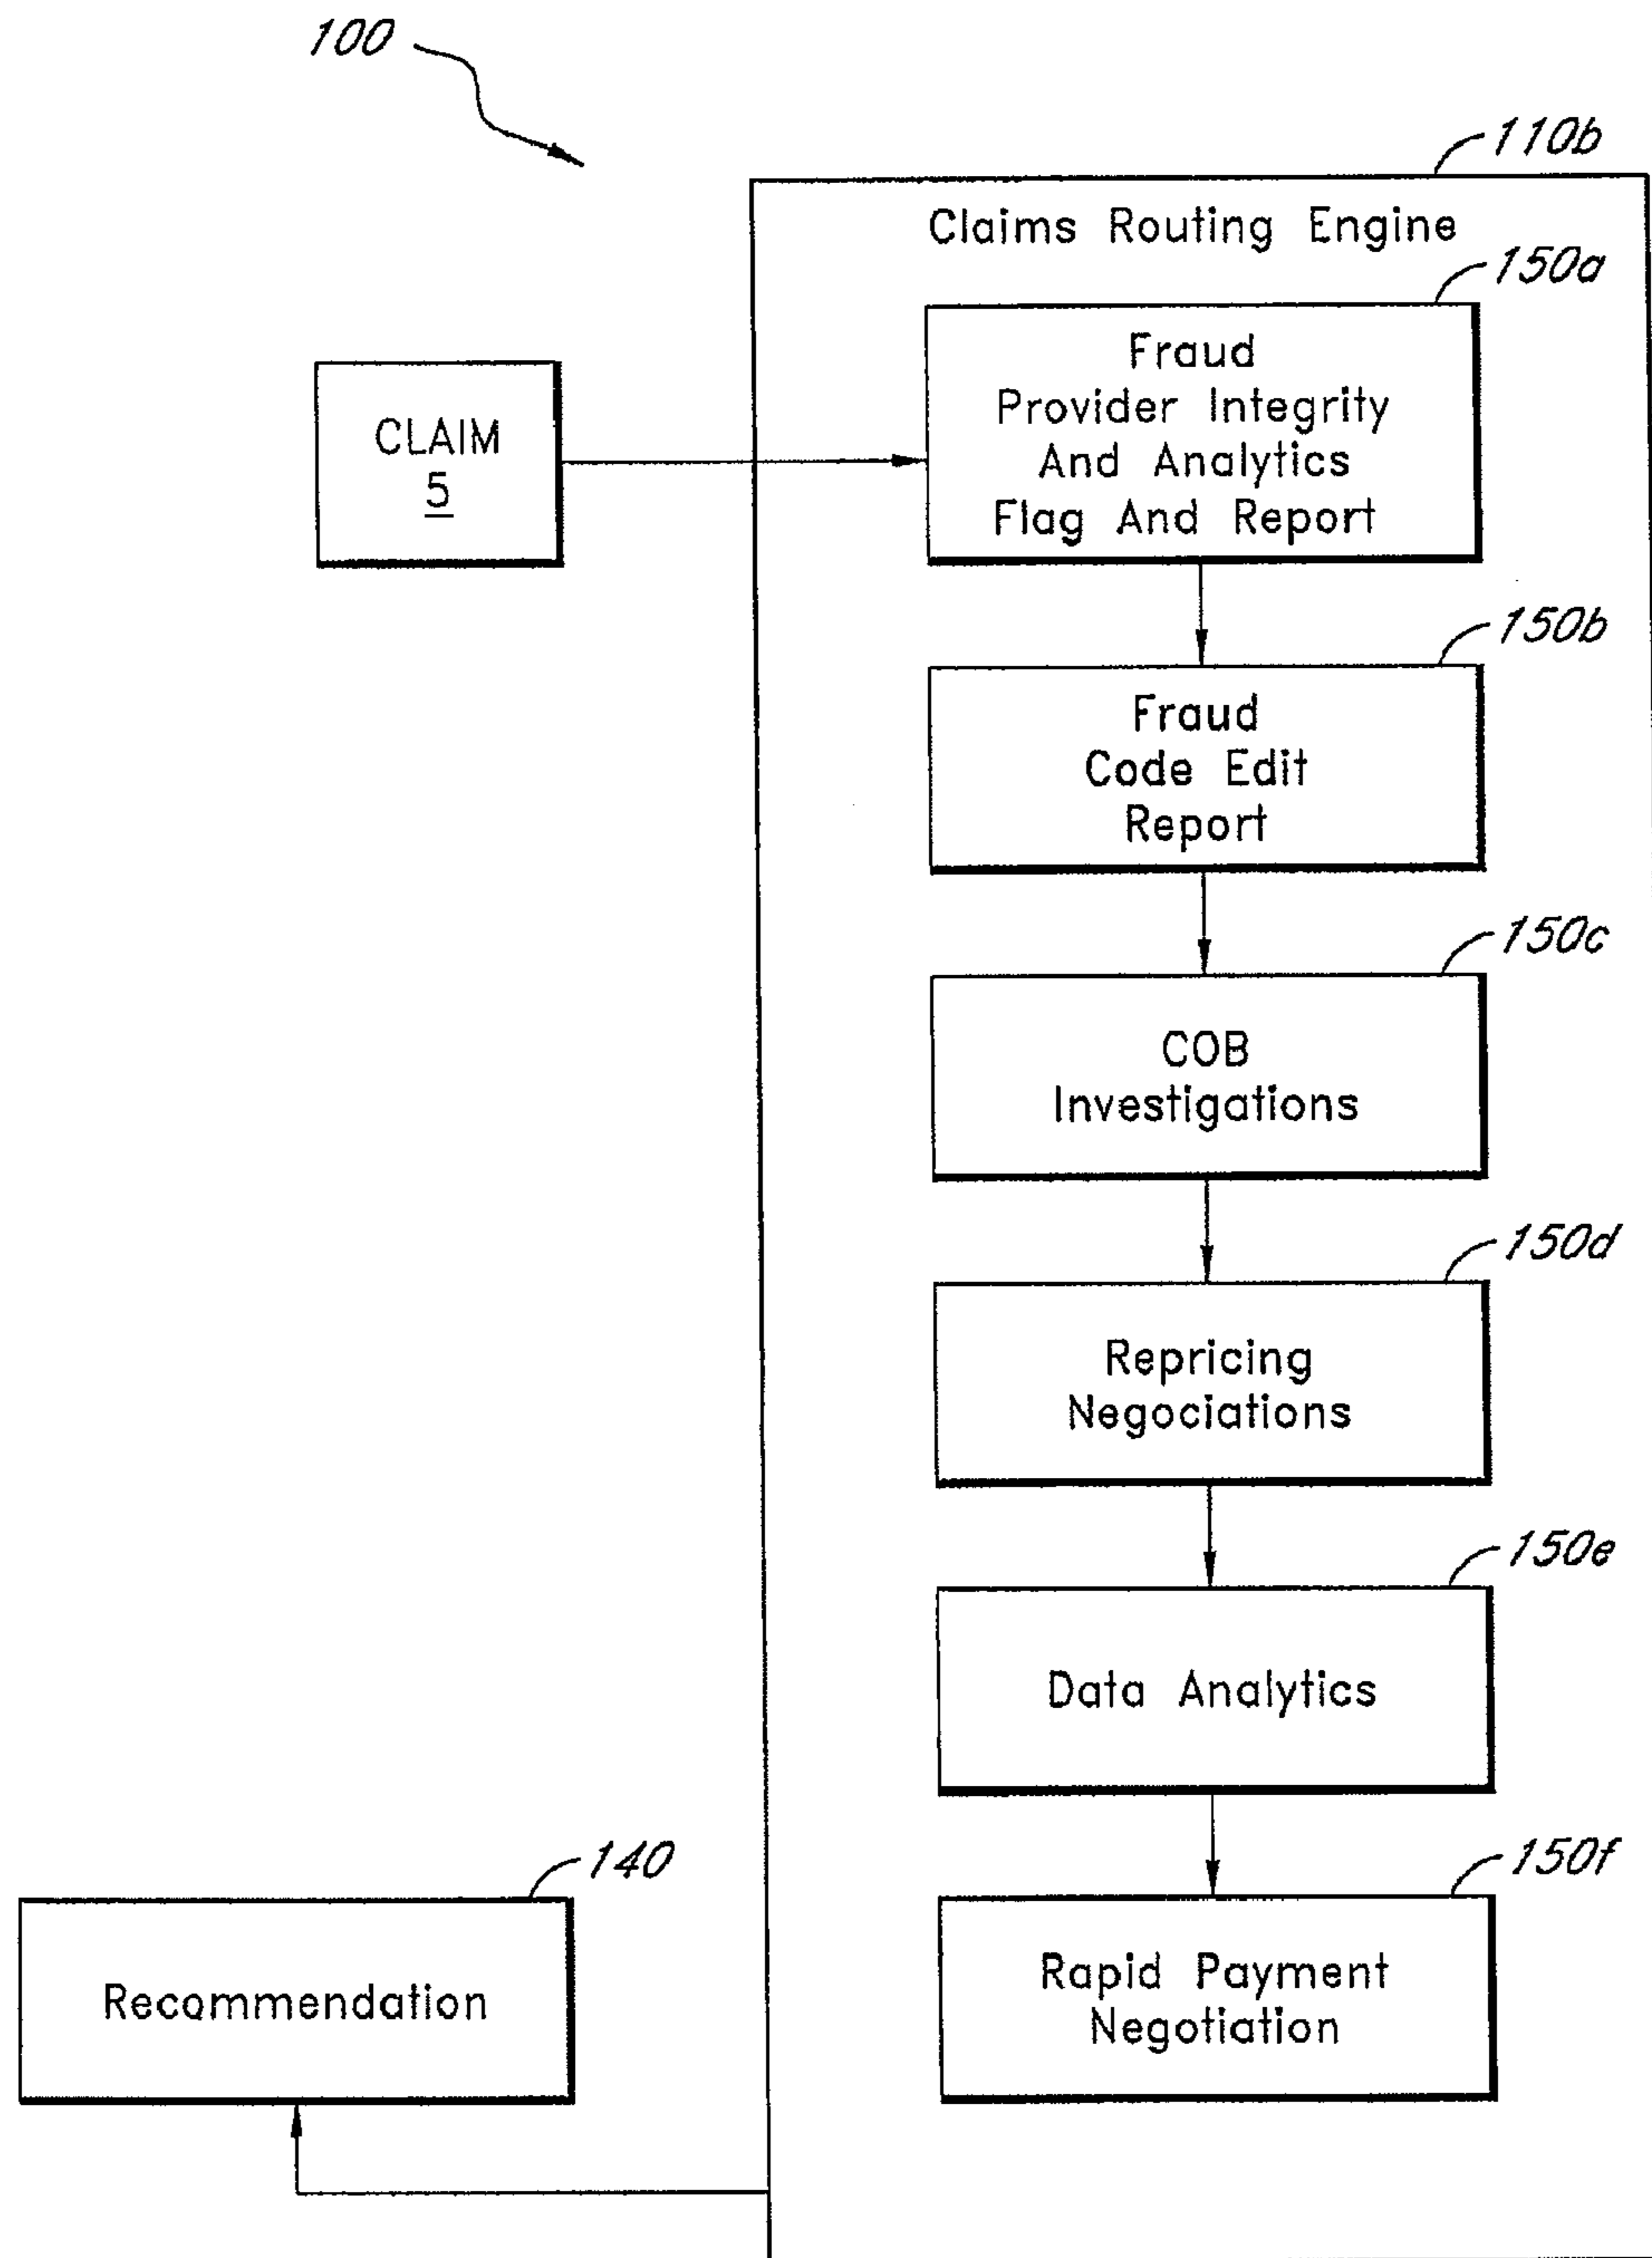 100
110b
Claims Routing Engine
150a
Fraud
Provider Integrity
And Analytics
Flag And Report
CLAIM
5
150b
Fraud
Code Edit
Report
150c
COB
Investigations
150d
Repricing
Negociations
150e
Data Analytics
140
Recommendation
150f
Rapid Payment
Negotiation